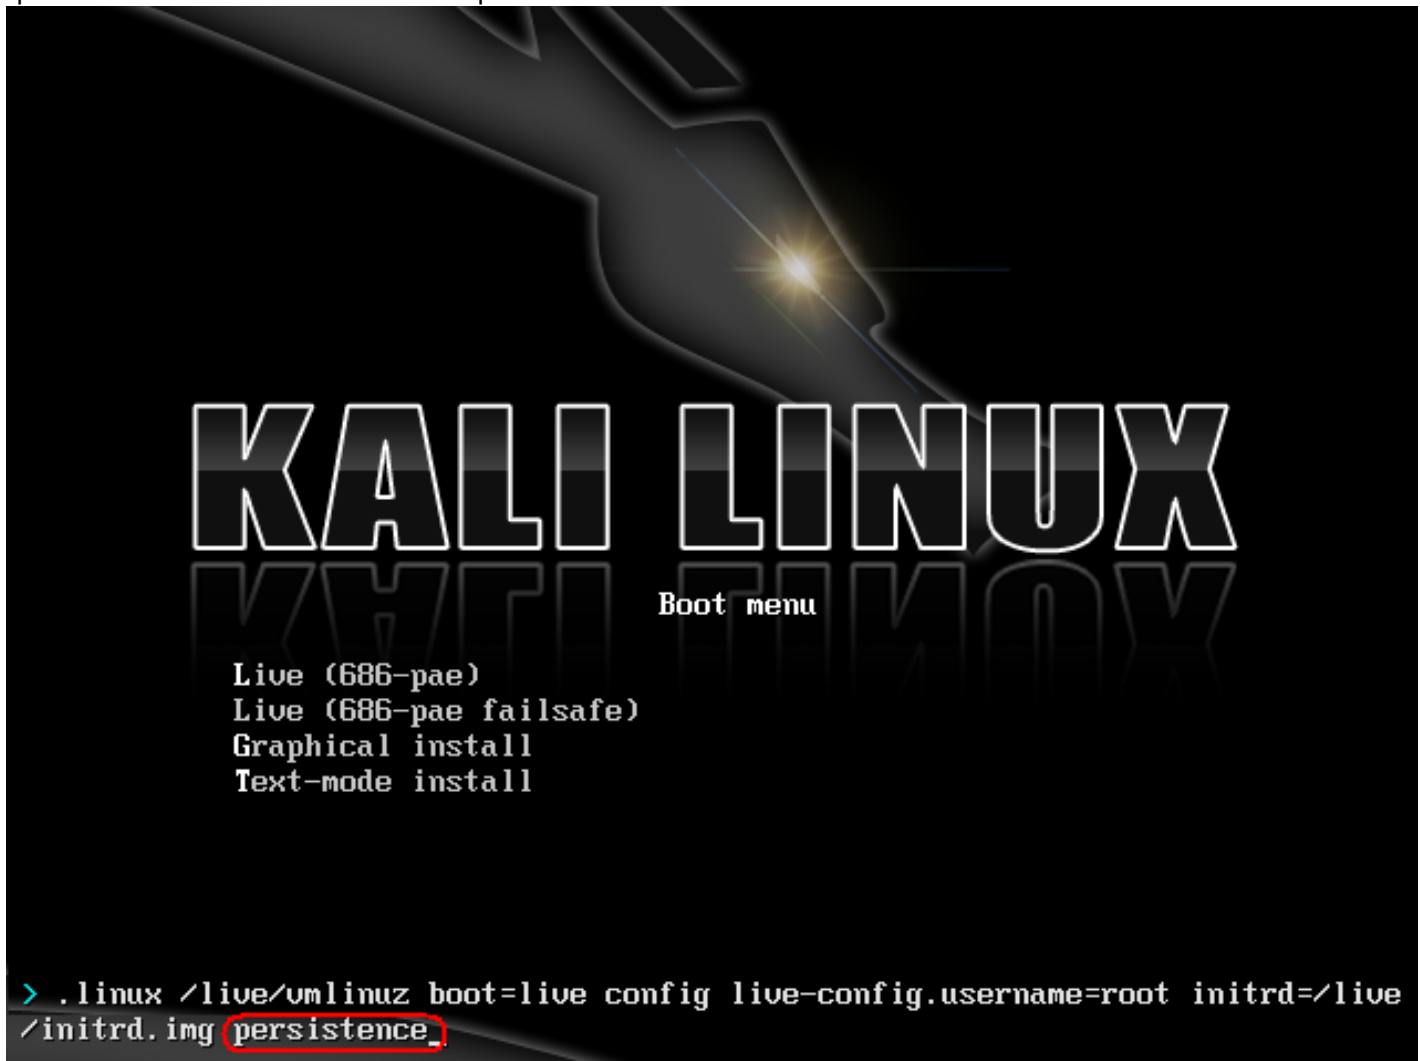 KALI LINUX
Boot menu
Live (686-pae)
Live (686-pae failsafe)
Graphical install
Text-mode install
> .linux /live/vmlinuz boot=live config live-config.username=root initrd=/live
/initrd.img persistence_